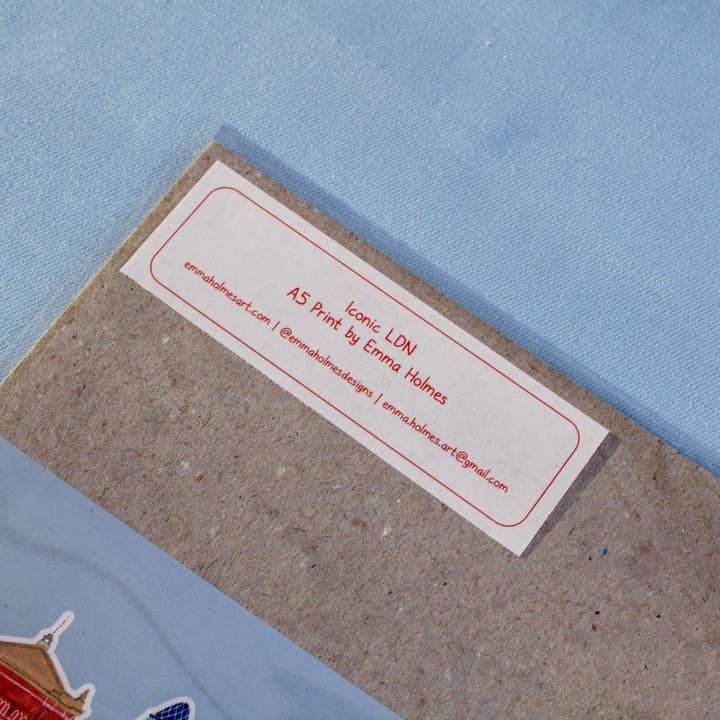 Iconic LDN
A5 Print by Emma Holmes
emmaholmesart.com | @emmaholmesdesigns | emma.holmes.art@gmail.com